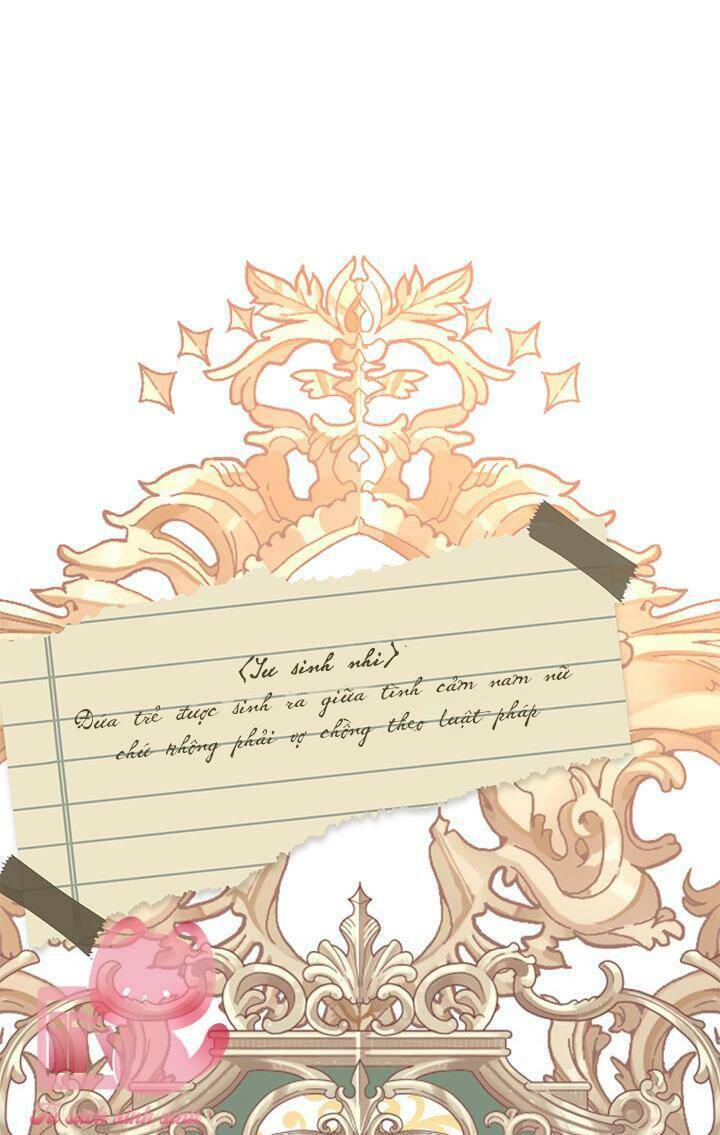 <Tư sinh nhi>
Đứa trẻ được sinh ra giữa tình cảm nam nữ
chứ không phải vợ chồng theo luật pháp